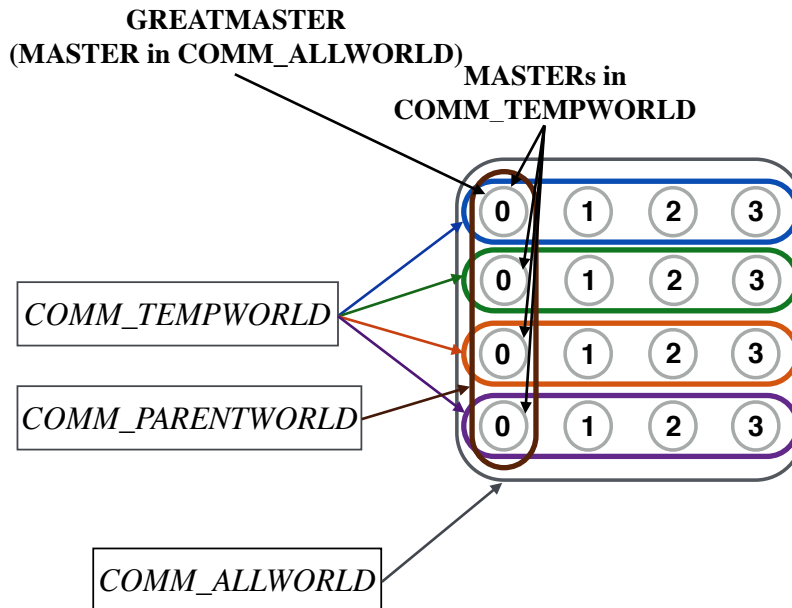 GREATMASTER
(MASTER in COMM_ALLWORLD)
MASTERs in
COMM_TEMPWORLD
0 1 2 3
0 1 2 3
COMM_TEMPWORLD
0 1 2 3
COMM_PARENTWORLD
0 1 2 3
COMM_ALLWORLD